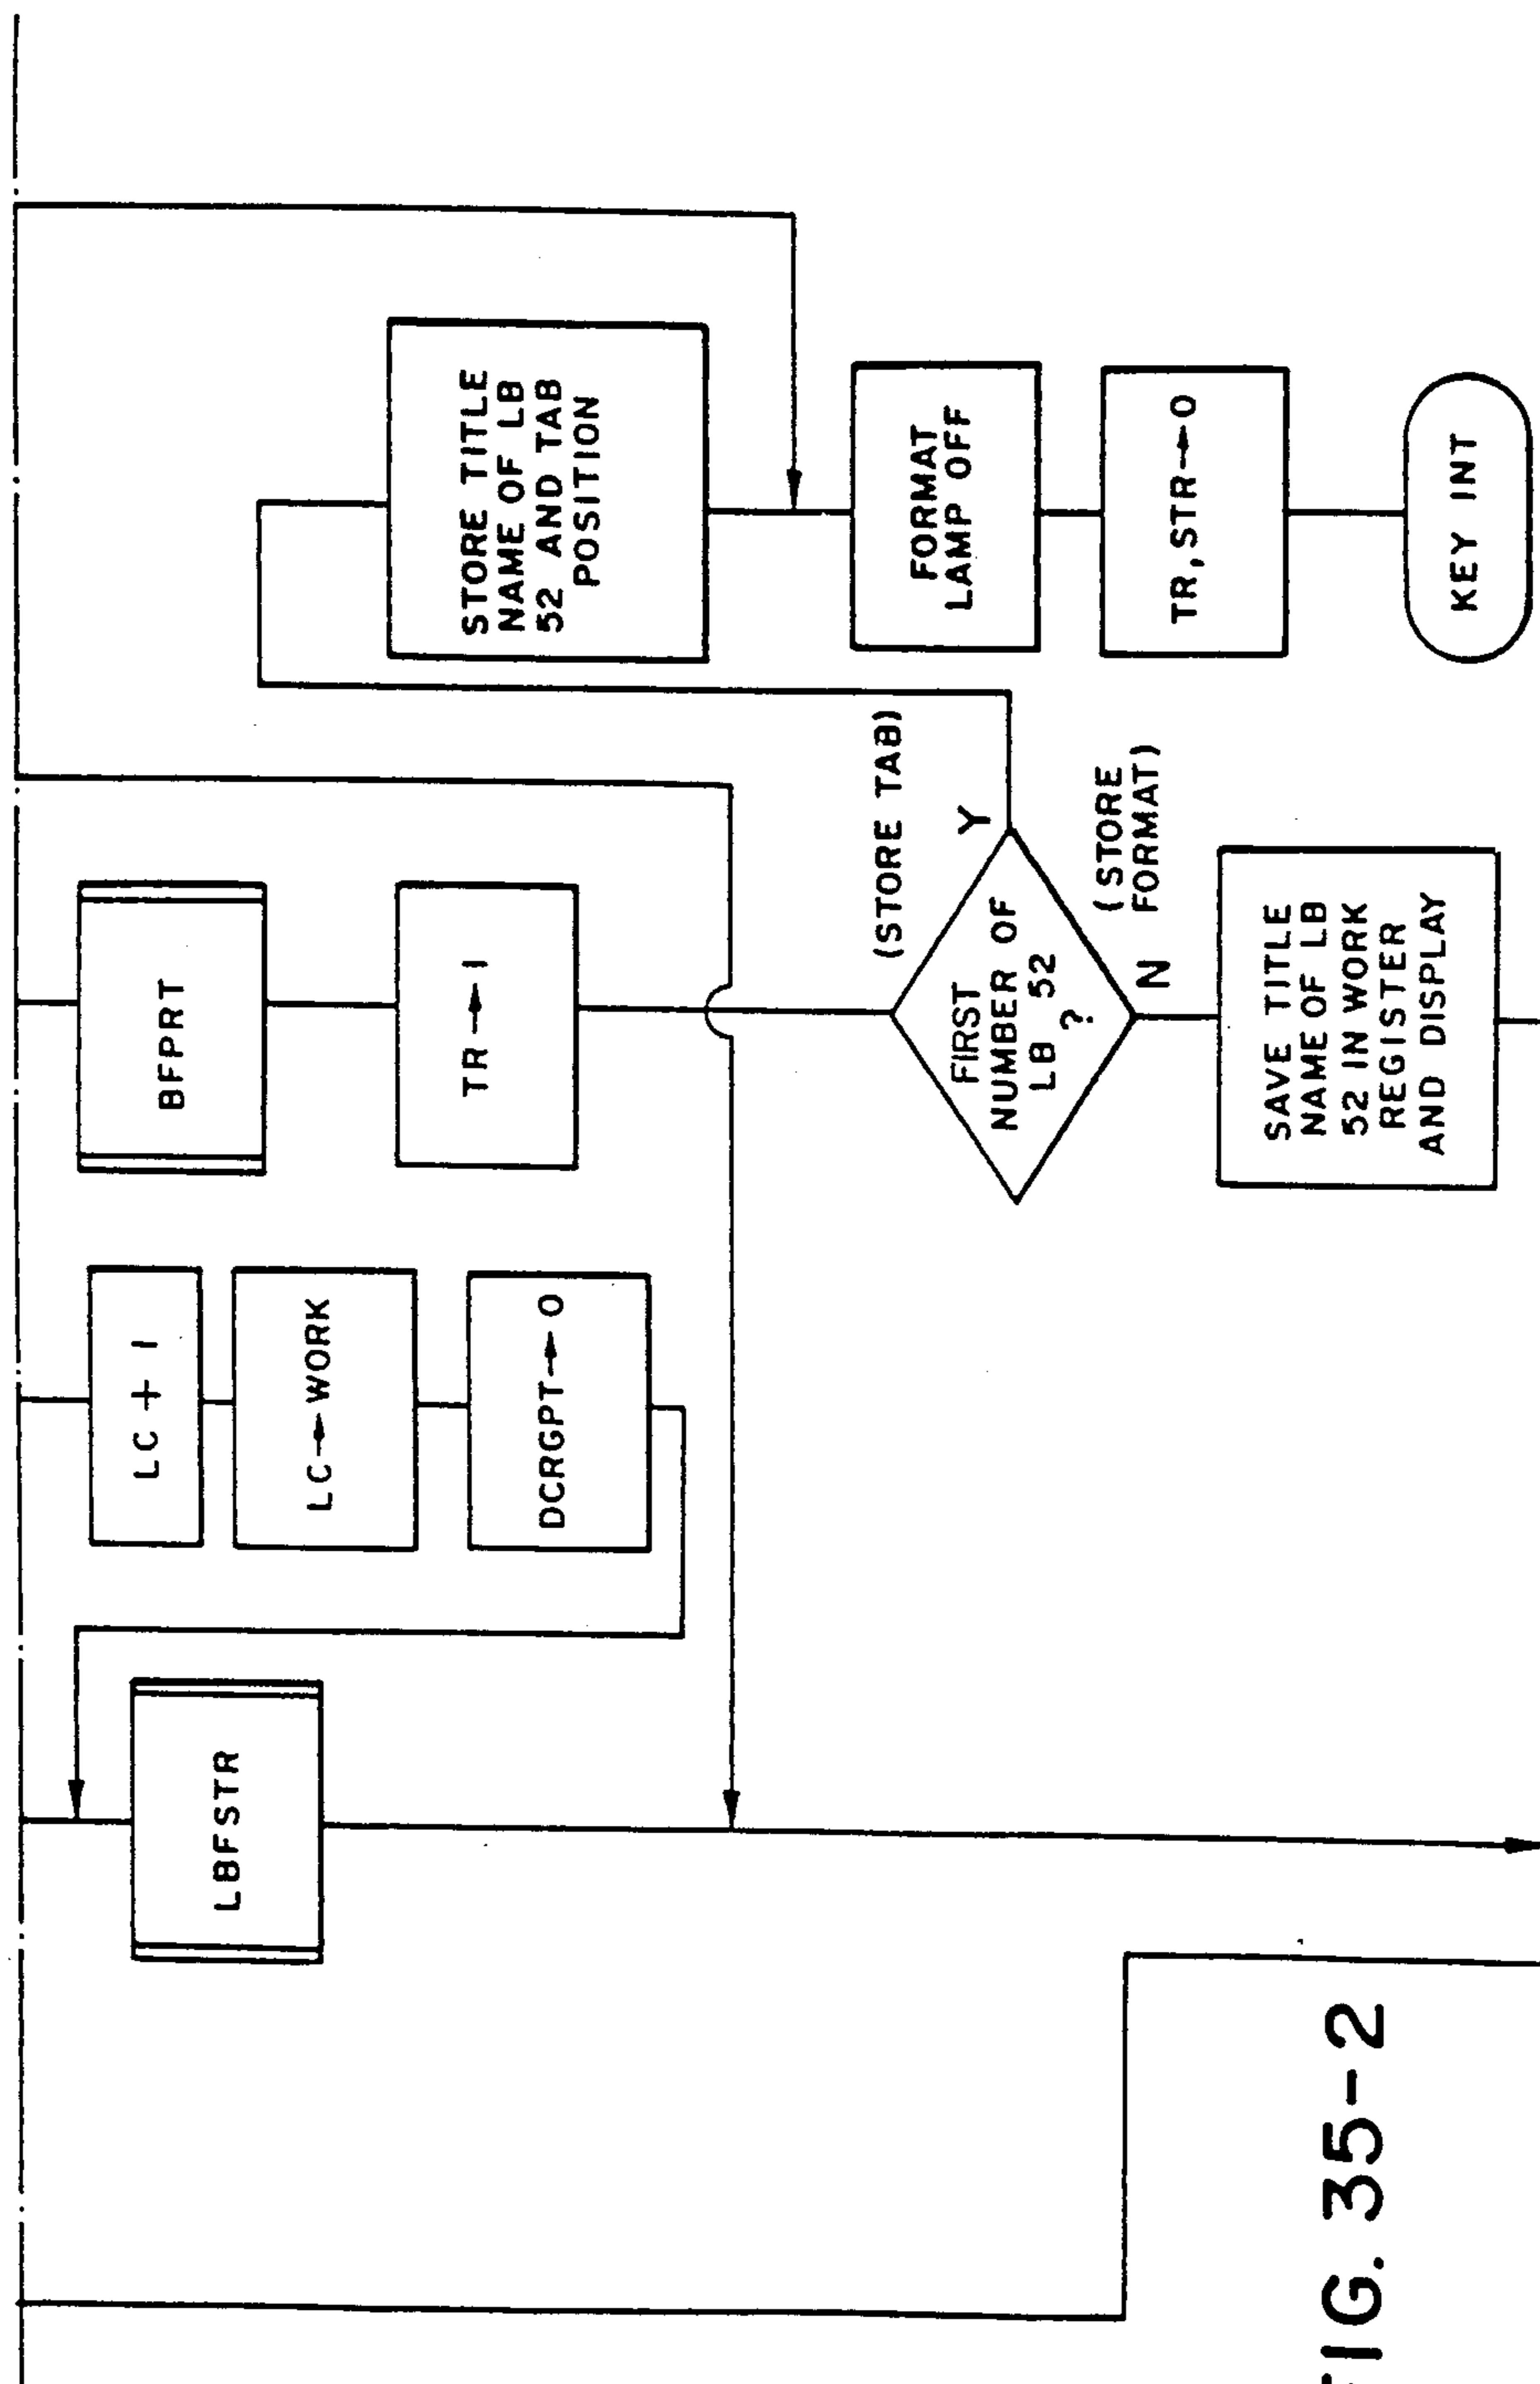 LBFSTR
LC + 1
LC→WORK
DCRGPT→0
BFPRT
TR→1
FIRST
NUMBER OF
LB 52
?
Y
(STORE TAB)
N
(STORE
FORMAT)
SAVE TITLE
NAME OF LB
52 IN WORK
REGISTER
AND DISPLAY
STORE TITLE
NAME OF LB
52 AND TAB
POSITION
FORMAT
LAMP OFF
TR,STR→0
KEY INT
FIG. 35-2